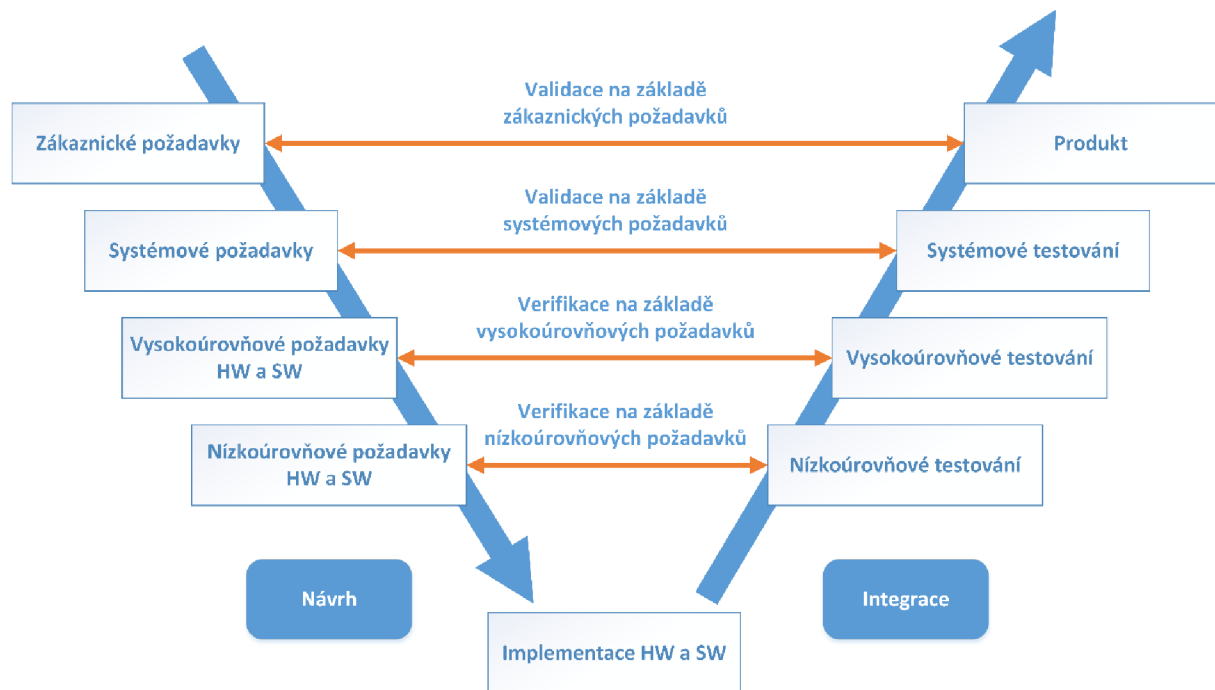 Validace na základě
zákaznických požadavků
Zákaznické požadavky
Produkt
Validace na základě
systémových požadavků
Systémové požadavky
Systémové testování
Verifikace na základě
vysokoúrovňových požadavků
Vysokoúrovňové požadavky
HW a SW
Vysokoúrovňové testování
Verifikace na základě
nízkoúrovňových požadavků
Nízkoúrovňové požadavky
HW a SW
Nízkoúrovňové testování
Návrh
Integrace
Implementace HW a SW